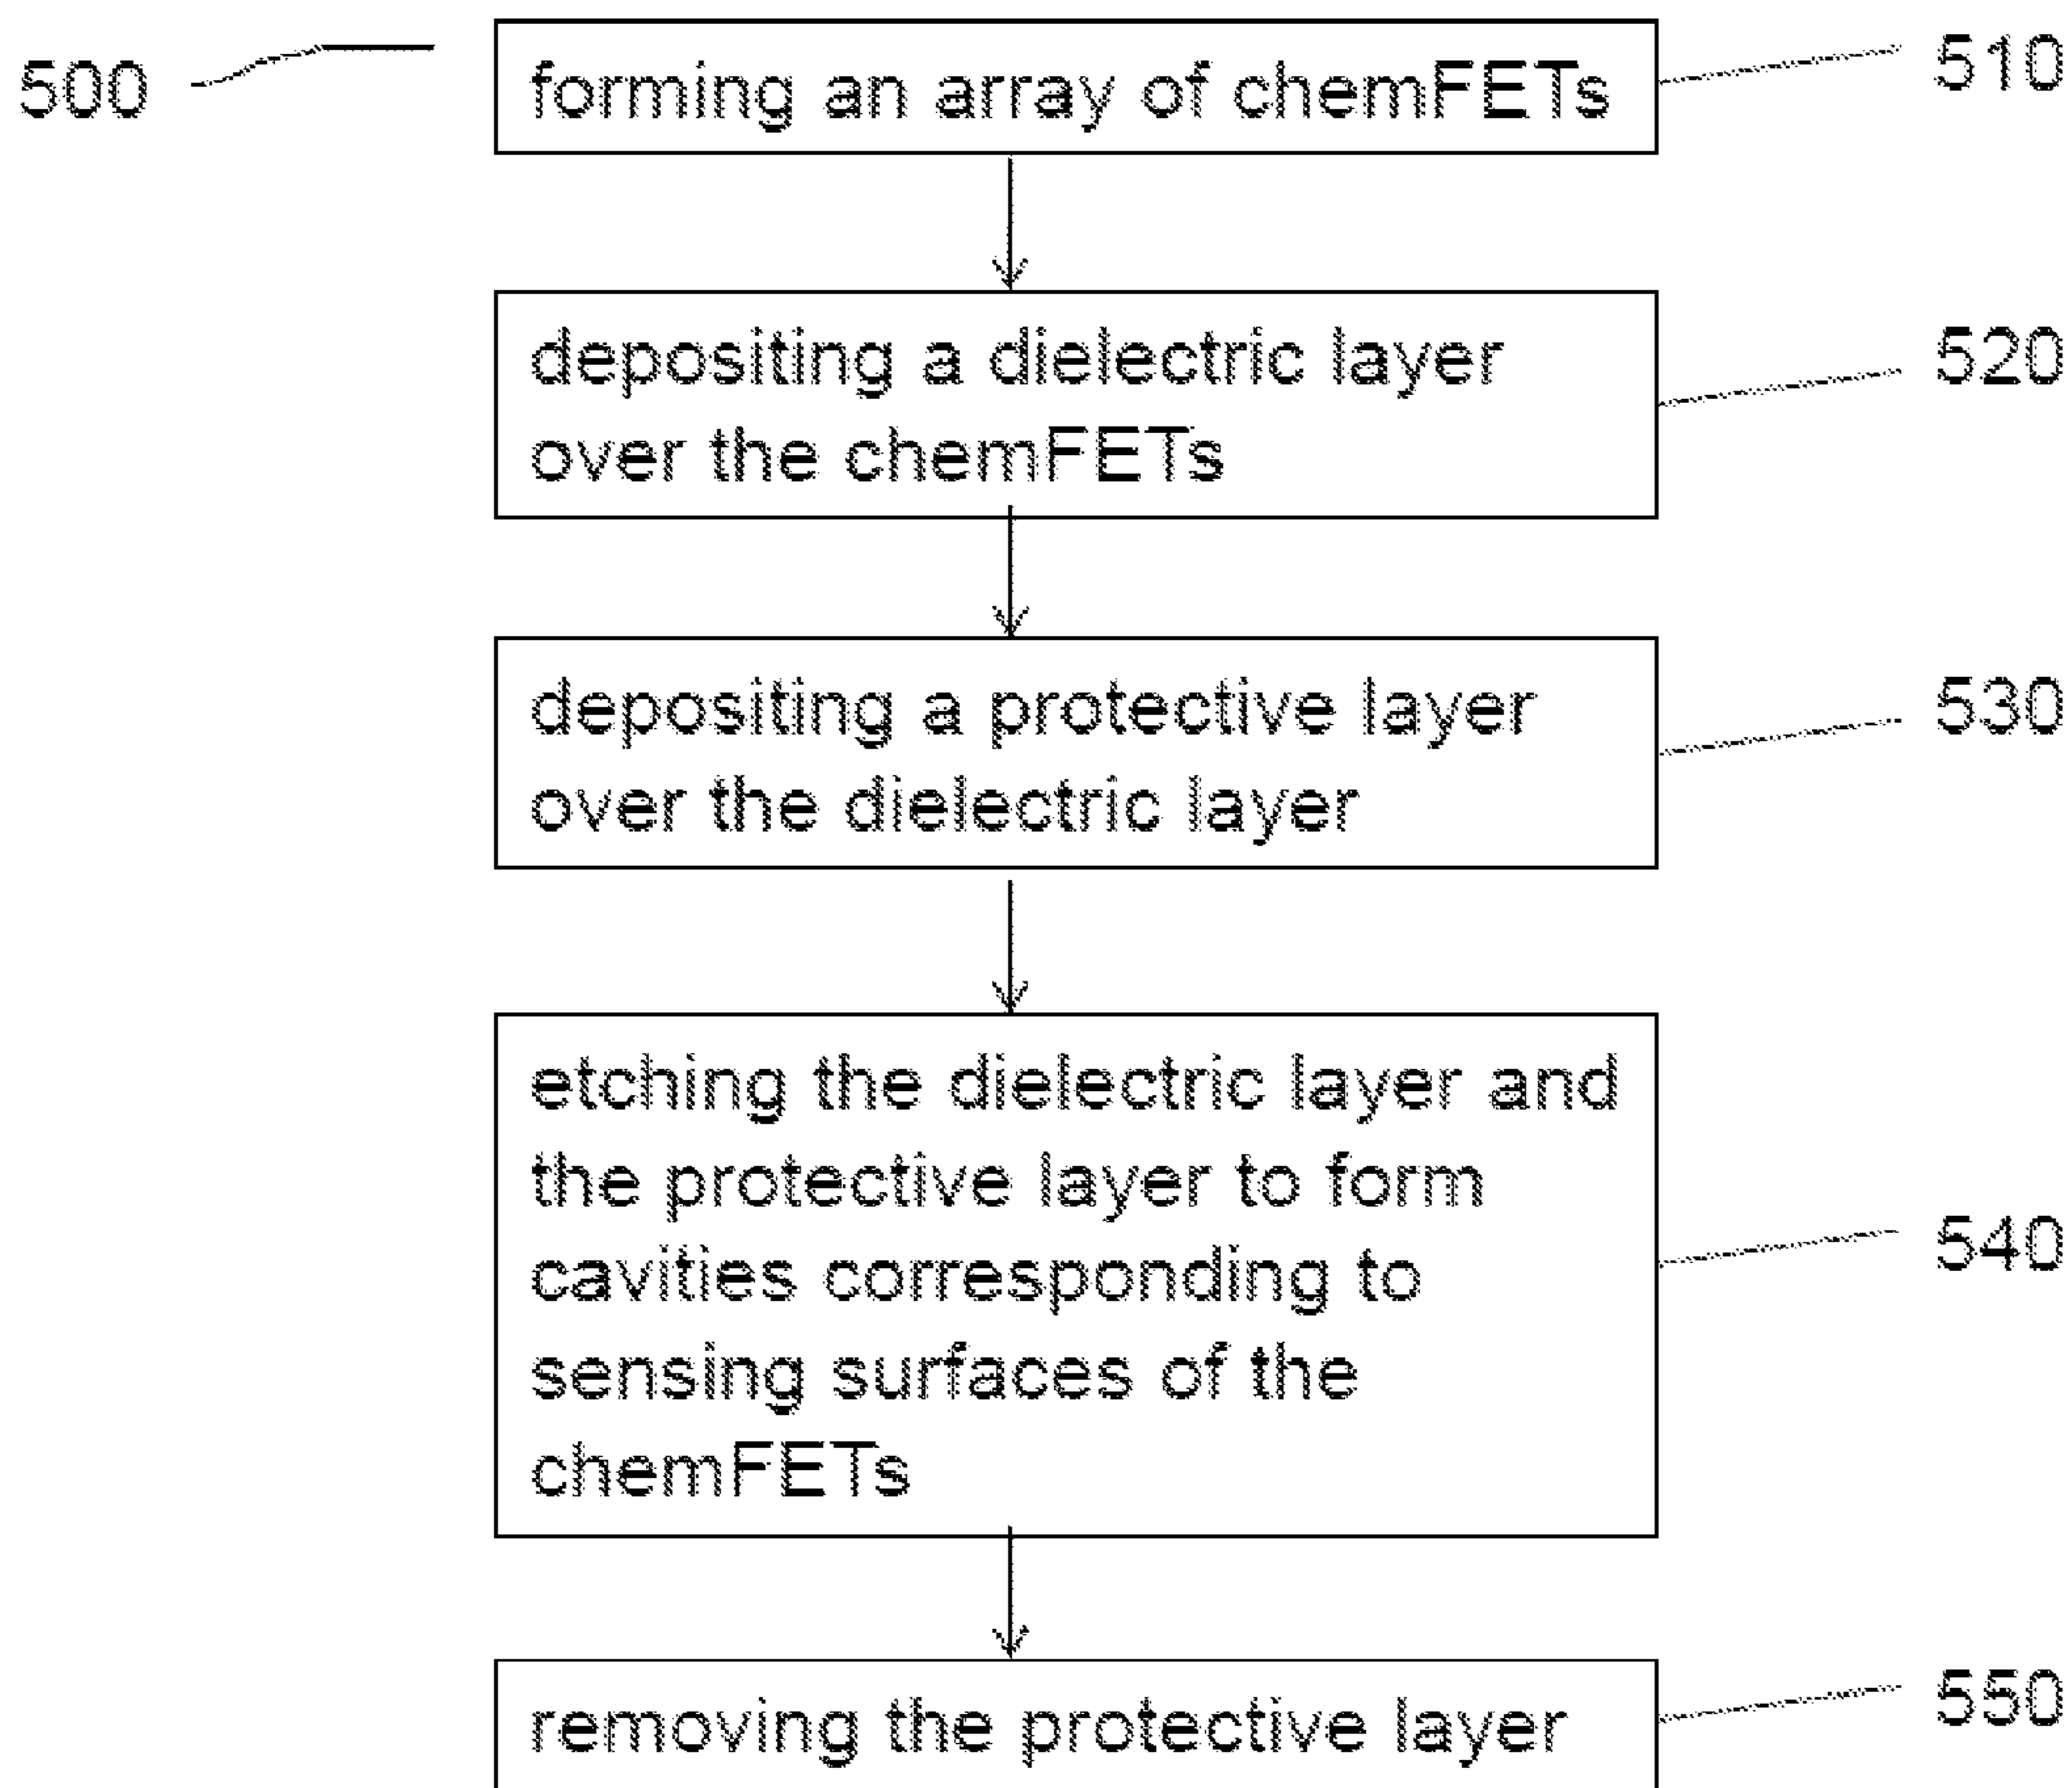 500
forming an array of chemFETs
510
depositing a dielectric layer
over the chemFETs
520
depositing a protective layer
over the dielectric layer
530
etching the dielectric layer and
the protective layer to form
cavities corresponding to
sensing surfaces of the
chemFETs
540
removing the protective layer
550